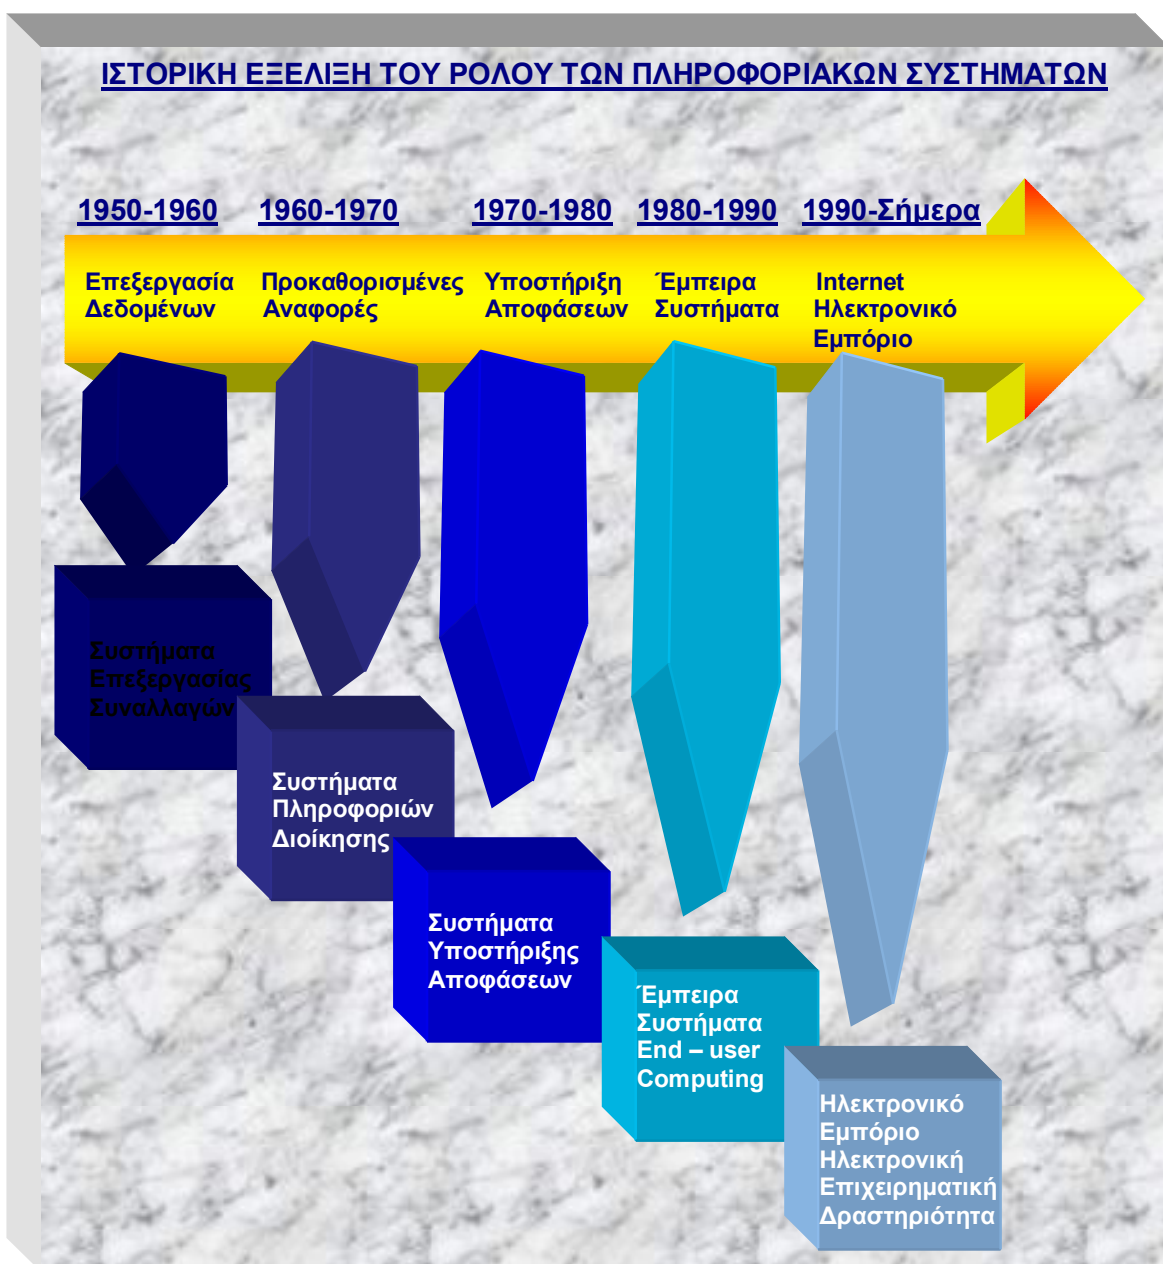 ΙΣΤΟΡΙΚΗ ΕΞΕΛΙΞΗ ΤΟΥ ΡΟΛΟΥ ΤΩΝ ΠΛΗΡΟΦΟΡΙΑΚΩΝ ΣΥΣΤΗΜΑΤΩΝ
1950-1960
1960-1970
1970-1980
1980-1990
1990-Σήμερα
Επεξεργασία
Δεδομένων
Προκαθορισμένες
Αναφορές
Υποστήριξη
Αποφάσεων
Έμπειρα
Συστήματα
Internet
Ηλεκτρονικό
Εμπόριο
Συστήματα
Επεξεργασίας
Συναλλαγών
Συστήματα
Πληροφοριών
Διοίκησης
Συστήματα
Υποστήριξης
Αποφάσεων
Έμπειρα
Συστήματα
End – user
Computing
Ηλεκτρονικό
Εμπόριο
Ηλεκτρονική
Επιχειρηματική
Δραστηριότητα